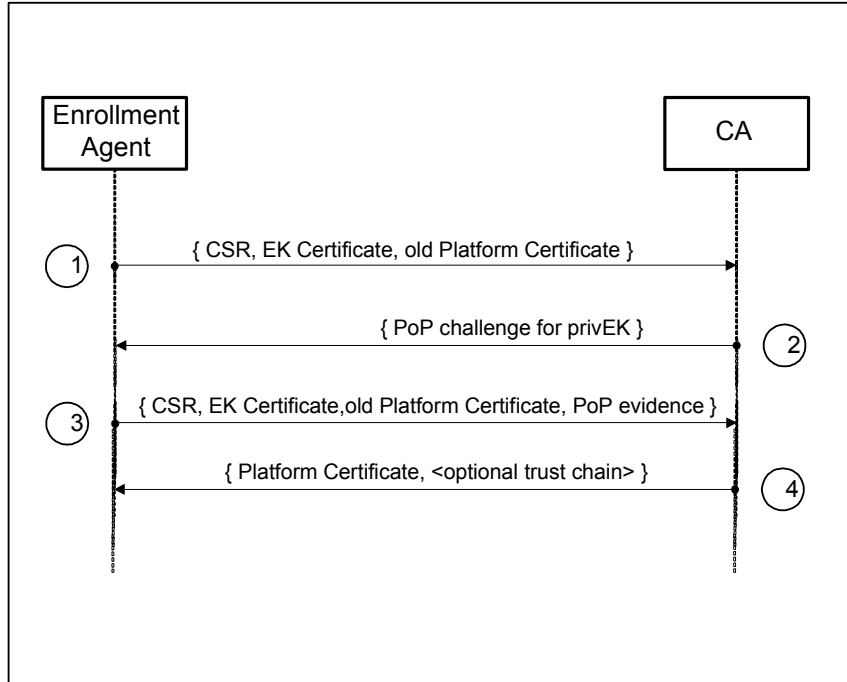 Enrollment
Agent
CA
{ CSR, EK Certificate, old Platform Certificate }
1
{ PoP challenge for privEK }
2
{ CSR, EK Certificate,old Platform Certificate, PoP evidence }
3
{ Platform Certificate, <optional trust chain> }
4